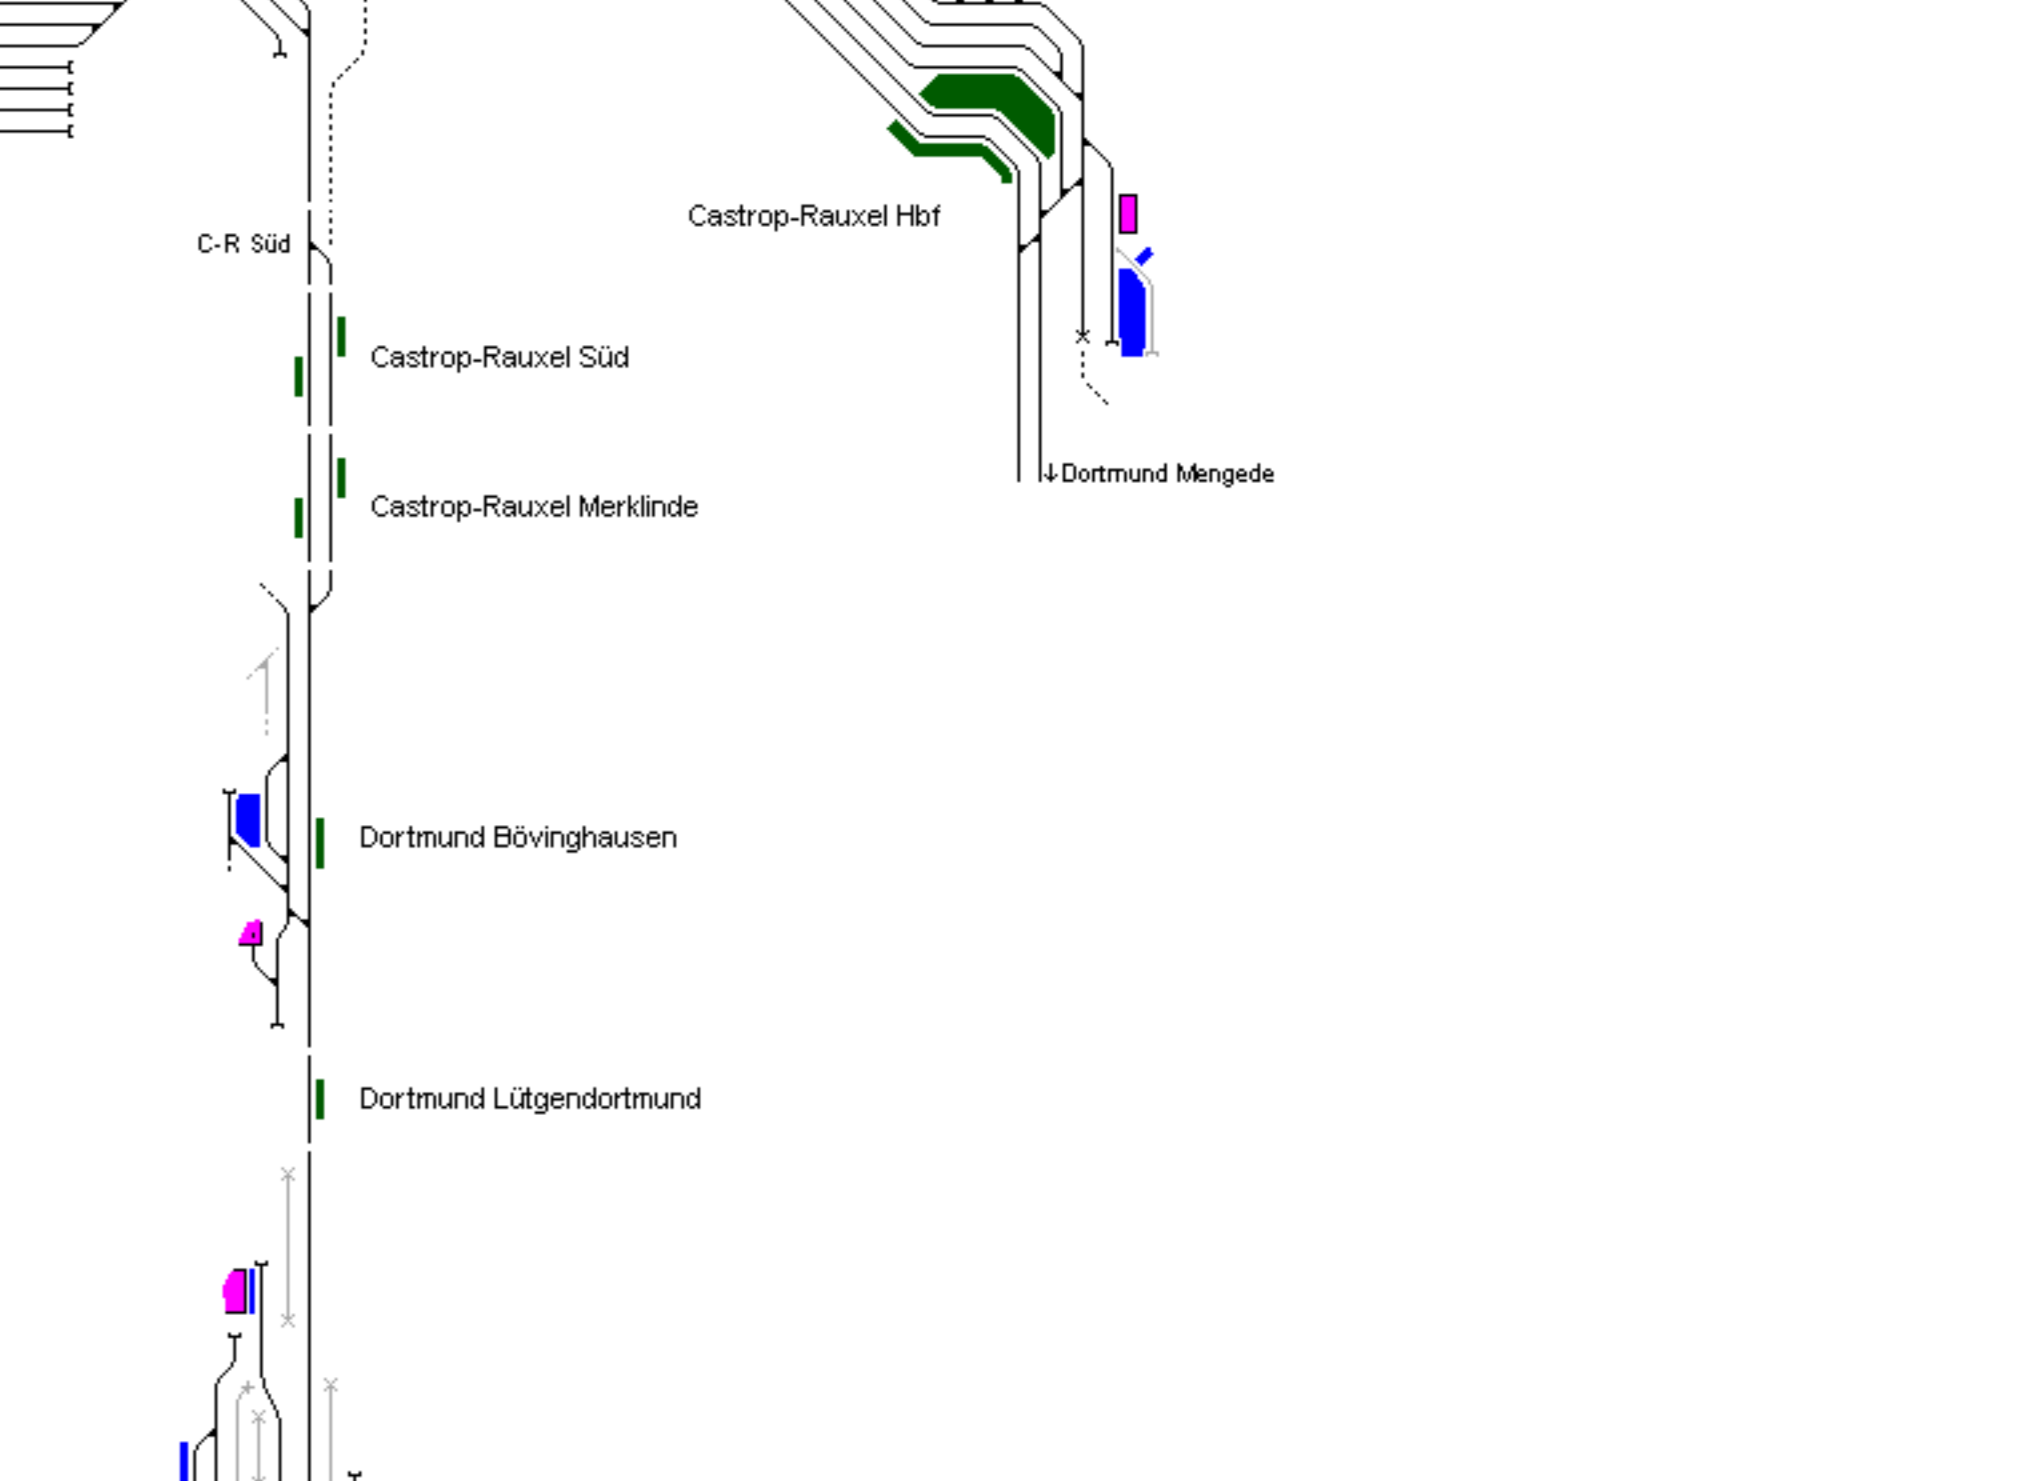 Castrop-Rauxel Hbf
C-R Süd
Castrop-Rauxel Süd
↓Dortmund Mengede
Castrop-Rauxel Merklinde
Dortmund Bövinghausen
Dortmund Lütgendortmund